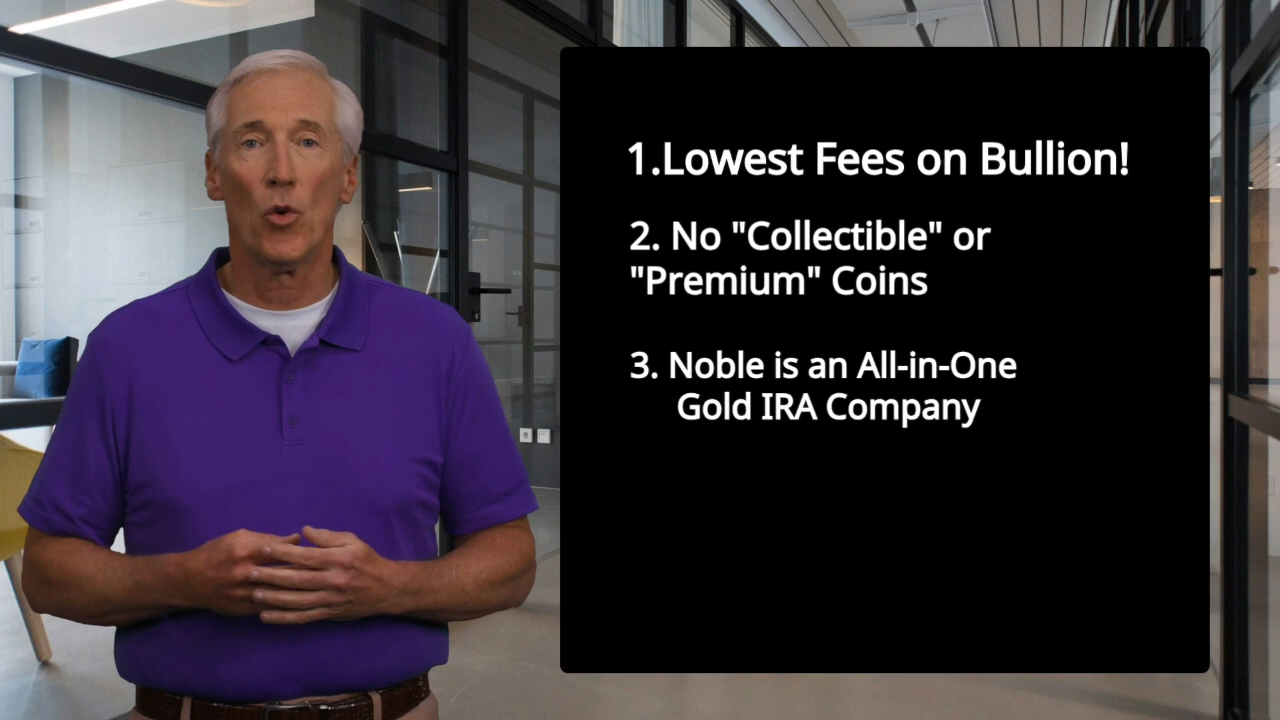 1.Lowest Fees on Bullion!
2. No "Collectible" or
"Premium" Coins
3. Noble is an All-in-One
Gold IRA Company